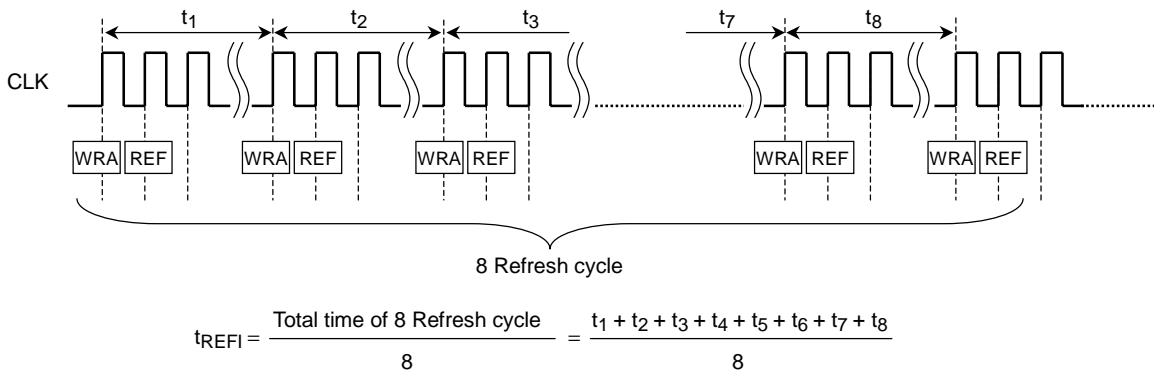 t1 t2 t3 t7 t8
CLK
WRA REF WRA REF WRA REF WRA REF WRA REF
8 Refresh cycle
tREFI = Total time of 8 Refresh cycle / 8 = t1 + t2 + t3 + t4 + t5 + t6 + t7 + t8 / 8